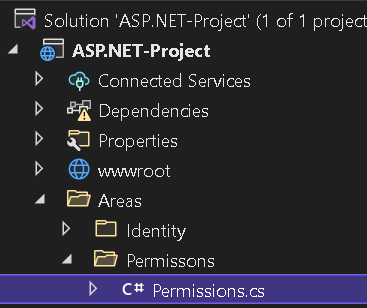 Solution 'ASP.NET-Project' (1 of 1 project
ASP.NET-Project
Connected Services
Dependencies
Properties
wwwroot
Areas
Identity
Permissons
C# Permissions.cs